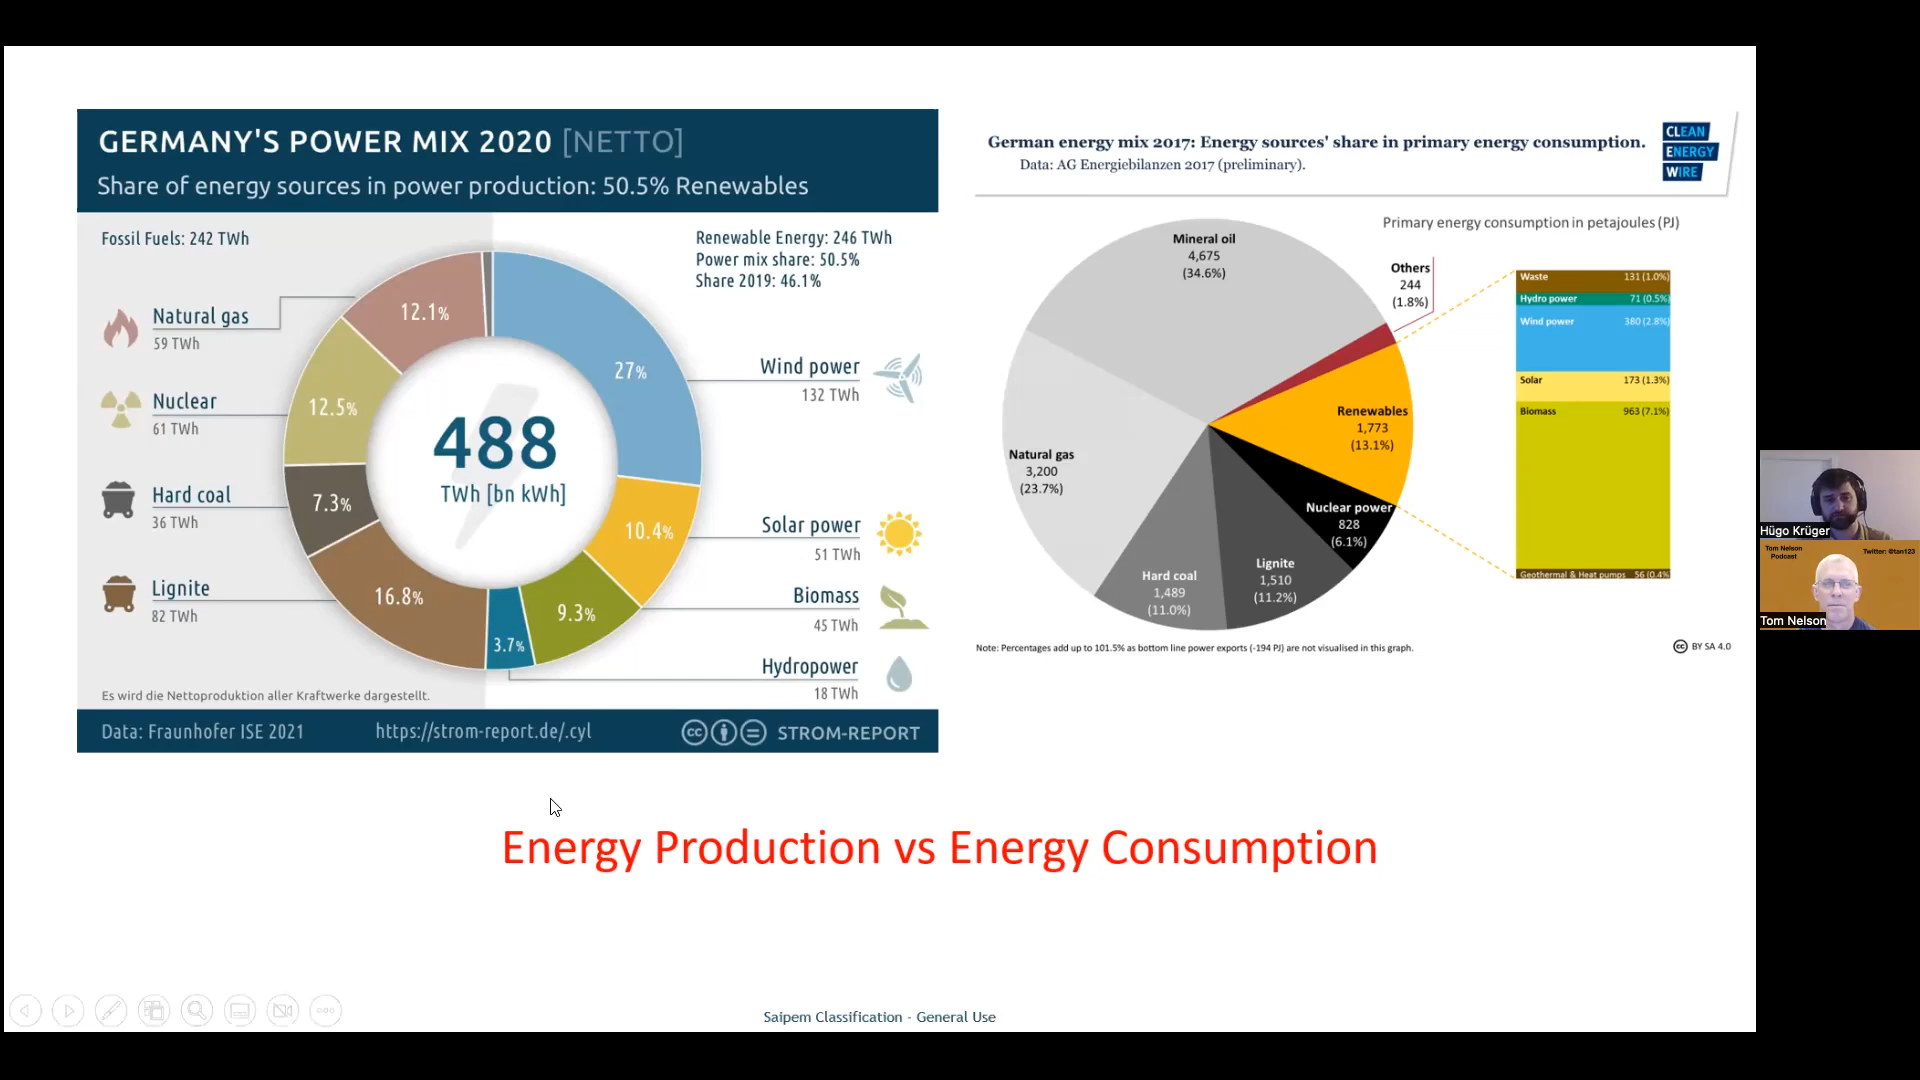 GERMANY'S POWER MIX 2020 [NETTO]
Share of energy sources in power production: 50.5% Renewables
Fossil Fuels: 242 TWh
Renewable Energy: 246 TWh
Power mix share: 50.5%
Share 2019: 46.1%
Natural gas
59 TWh
Nuclear
61 TWh
Hard coal
36 TWh
Lignite
82 TWh
12.1%
12.5%
7.3%
16.8%
3.7%
9.3%
10.4%
27%
488
TWh [bn kWh]
Wind power
132 TWh
Solar power
51 TWh
Biomass
45 TWh
Hydropower
18 TWh
Es wird die Nettoproduktion aller Kraftwerke dargestellt.
Data: Fraunhofer ISE 2021
https://strom-report.de/.cyl
cc
STROM-REPORT
German energy mix 2017: Energy sources' share in primary energy consumption.
Data: AG Energiebilanzen 2017 (preliminary).
CLEAN
ENERGY
WIRE
Primary energy consumption in petajoules (PJ)
Mineral oil
4,675
(34.6%)
Others
244
(1.8%)
Renewables
1,773
(13.1%)
Nuclear power
828
(6.1%)
Lignite
1,510
(11.2%)
Hard coal
1,489
(11.0%)
Natural gas
3,200
(23.7%)
Waste 131 (1.0%)
Hydro power 71 (0.5%)
Wind power 380 (2.8%)
Solar 173 (1.3%)
Biomass 963 (7.1%)
Geothermal & Heat pumps 56 (0.4%
Note: Percentages add up to 101.5% as bottom line power exports (-194 PJ) are not visualised in this graph.
cc BY SA 4.0
Energy Production vs Energy Consumption
Saipem Classification - General Use
Hügo Krüger
Tom Nelson
Podcast
Twitter: @tan123
Tom Nelson